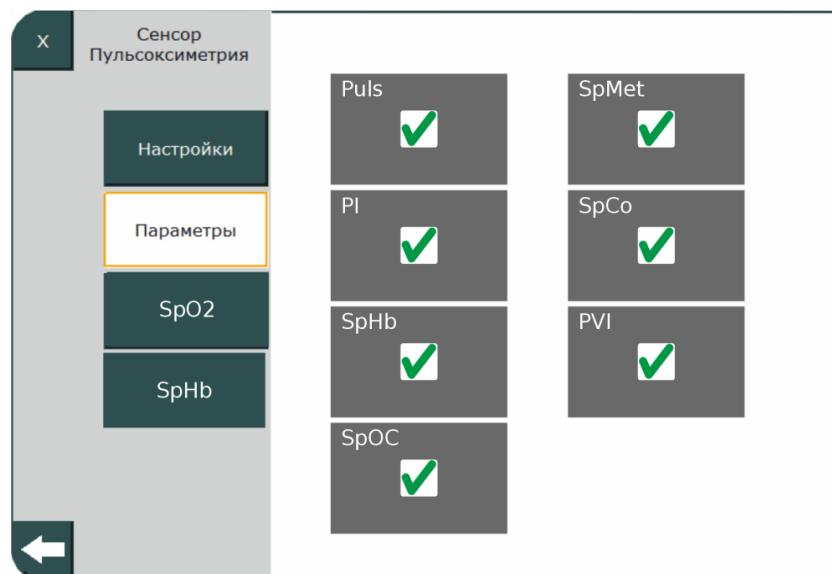 X
Сенсор
Пульсоксиметрия
Настройки
Параметры
SpO2
SpHb
Puls
SpMet
PI
SpCo
SpHb
PVI
SpOC